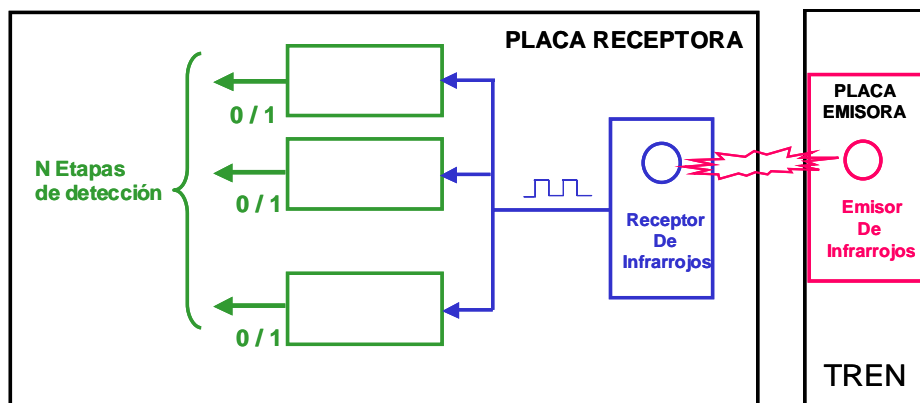 PLACA RECEPTORA
PLACA
EMISORA
0 / 1
N Etapas
de detección
0 / 1
Receptor
De
Infrarrojos
Emisor
De
Infrarrojos
0 / 1
TREN